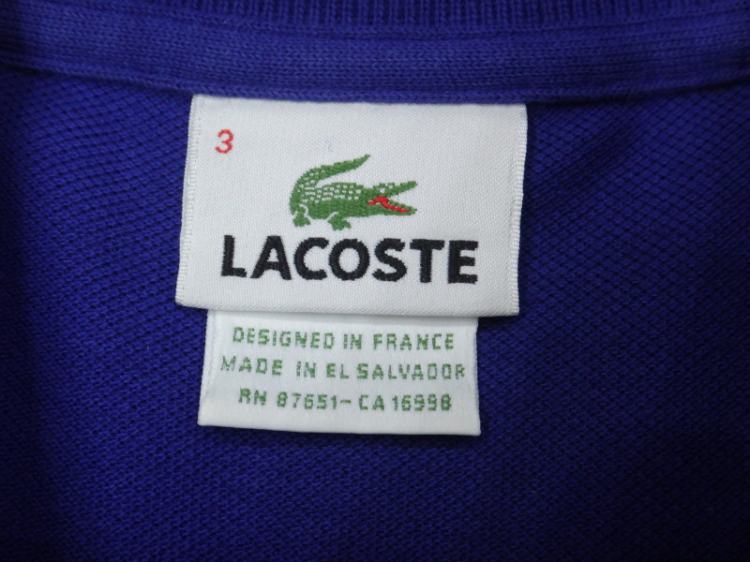 3
LACOSTE
DESIGNED IN FRANCE
MADE IN EL SALVADOR
RN 87651-CA 16998